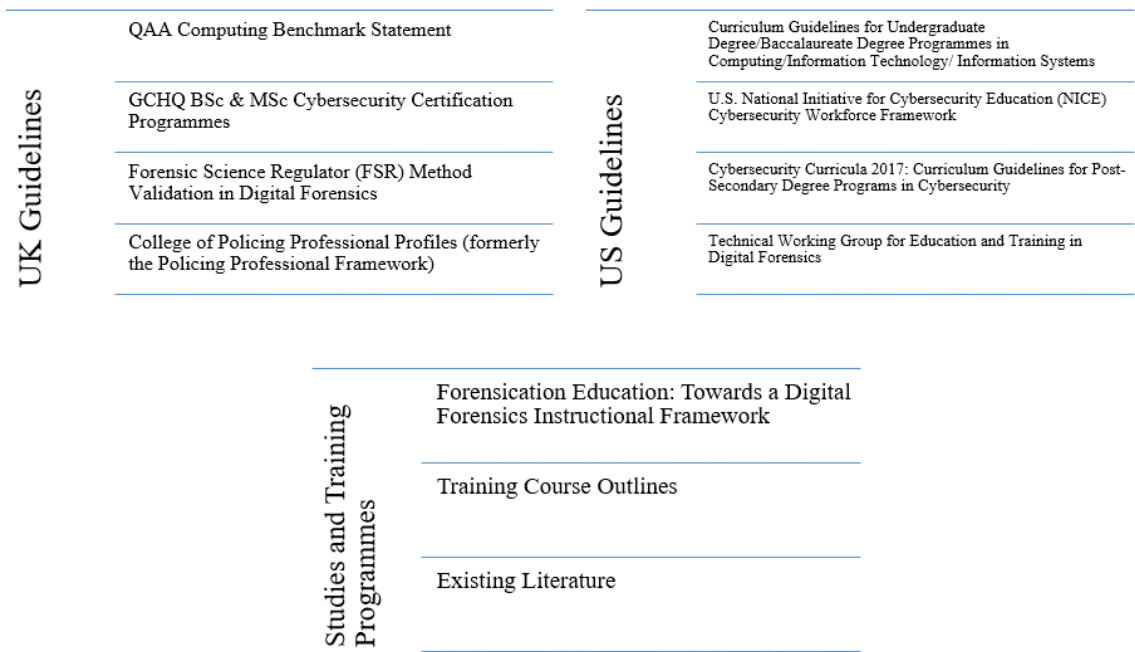 UK Guidelines
QAA Computing Benchmark Statement
GCHQ BSc & MSc Cybersecurity Certification
Programmes
Forensic Science Regulator (FSR) Method
Validation in Digital Forensics
College of Policing Professional Profiles (formerly
the Policing Professional Framework)
US Guidelines
Curriculum Guidelines for Undergraduate
Degree/Baccalaureate Degree Programmes in
Computing/Information Technology/ Information Systems
U.S. National Initiative for Cybersecurity Education (NICE)
Cybersecurity Workforce Framework
Cybersecurity Curricula 2017: Curriculum Guidelines for Post-
Secondary Degree Programs in Cybersecurity
Technical Working Group for Education and Training in
Digital Forensics
Studies and Training
Programmes
Forensication Education: Towards a Digital
Forensics Instructional Framework
Training Course Outlines
Existing Literature